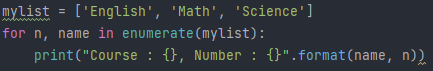 mylist = ['English', 'Math', 'Science']
for n, name in enumerate(mylist):
    print("Course : {}, Number : {}".format(name, n))